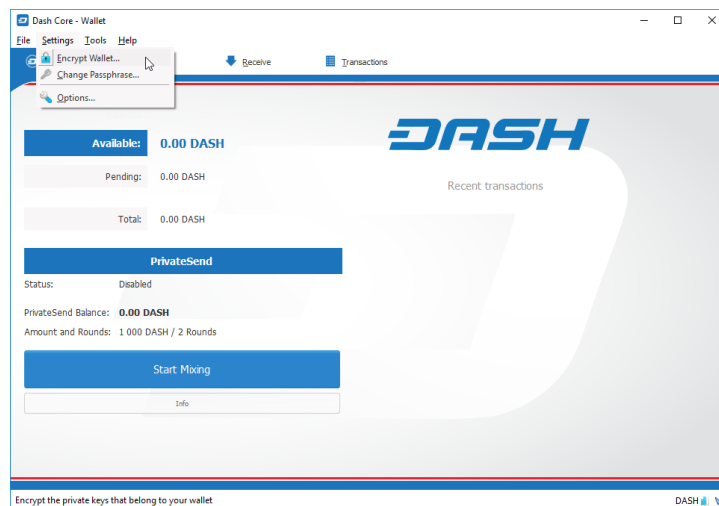 Dash Core - Wallet
File Settings Tools Help
Encrypt Wallet...
Change Passphrase...
Options...
Receive
Transactions
DASH
Available: 0.00 DASH
Pending: 0.00 DASH
Total: 0.00 DASH
Recent transactions
PrivateSend
Status: Disabled
PrivateSend Balance: 0.00 DASH
Amount and Rounds: 1 000 DASH / 2 Rounds
Start Mixing
Info
Encrypt the private keys that belong to your wallet
DASH